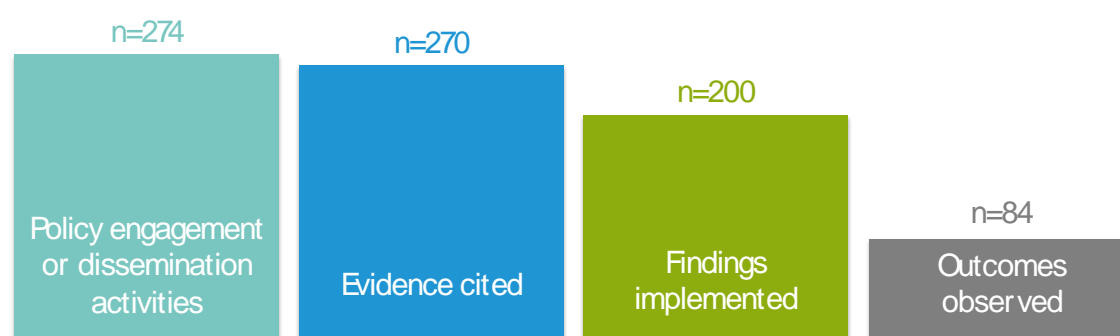 n=274
n=270
n=200
n=84
Policy engagement
or dissemination
activities
Evidence cited
Findings
implemented
Outcomes
observed